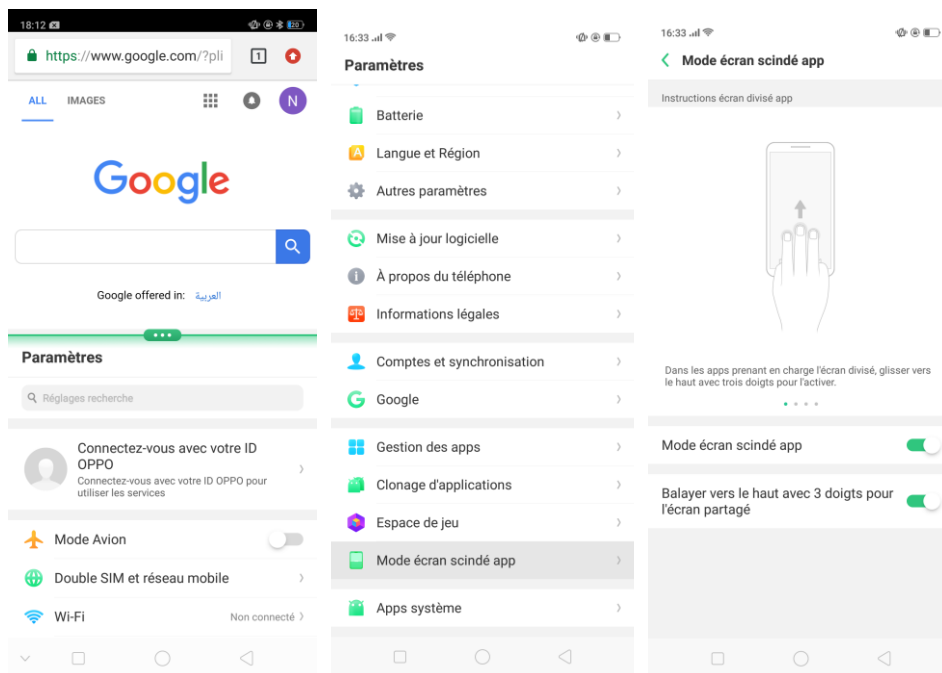 18:12
20
https://www.google.com/?pli
1
ALL IMAGES
N
Google
Google offered in: العربية
Paramètres
Réglages recherche
Connectez-vous avec votre ID
OPPO
Connectez-vous avec votre ID OPPO pour
utiliser les services
Mode Avion
Double SIM et réseau mobile
Wi-Fi
Non connecté
16:33
Paramètres
Batterie
A
Langue et Région
Autres paramètres
Mise à jour logicielle
i
À propos du téléphone
Informations légales
Comptes et synchronisation
G
Google
Gestion des apps
Clonage d'applications
Espace de jeu
Mode écran scindé app
Apps système
16:33
Mode écran scindé app
Instructions écran divisé app
Dans les apps prenant en charge l'écran divisé, glisser vers
le haut avec trois doigts pour l'activer.
Mode écran scindé app
Balayer vers le haut avec 3 doigts pour
l'écran partagé